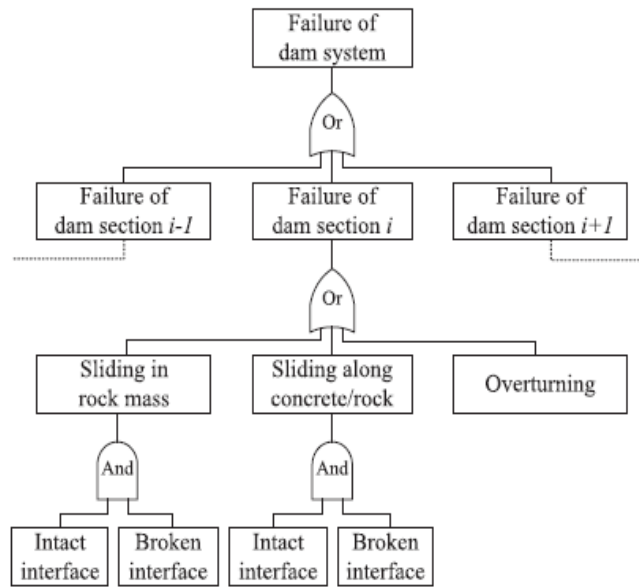 Failure of
dam system
Or
Failure of
dam section i-1
Failure of
dam section i
Failure of
dam section i+1
Or
Sliding in
rock mass
Sliding along
concrete/rock
Overturning
And
And
Intact
interface
Broken
interface
Intact
interface
Broken
interface